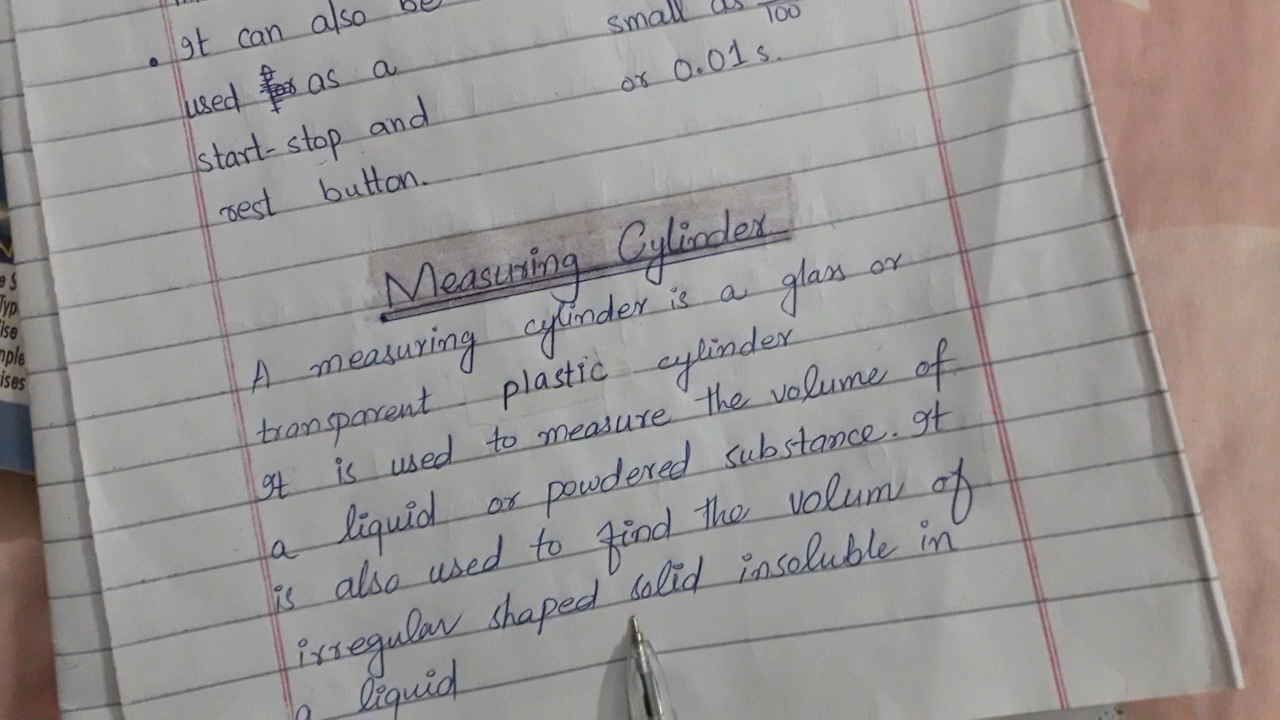 . It can also be
used as a
start-stop and
rest button.
small as 1/100
or 0.01 s.
Measuring Cylinder
A measuring cylinder is a glass or
transparent plastic cylinder
It is used to measure the volume of
a liquid or powdered substance. It
is also used to find the volum of
irregular shaped solid insoluble in
a liquid